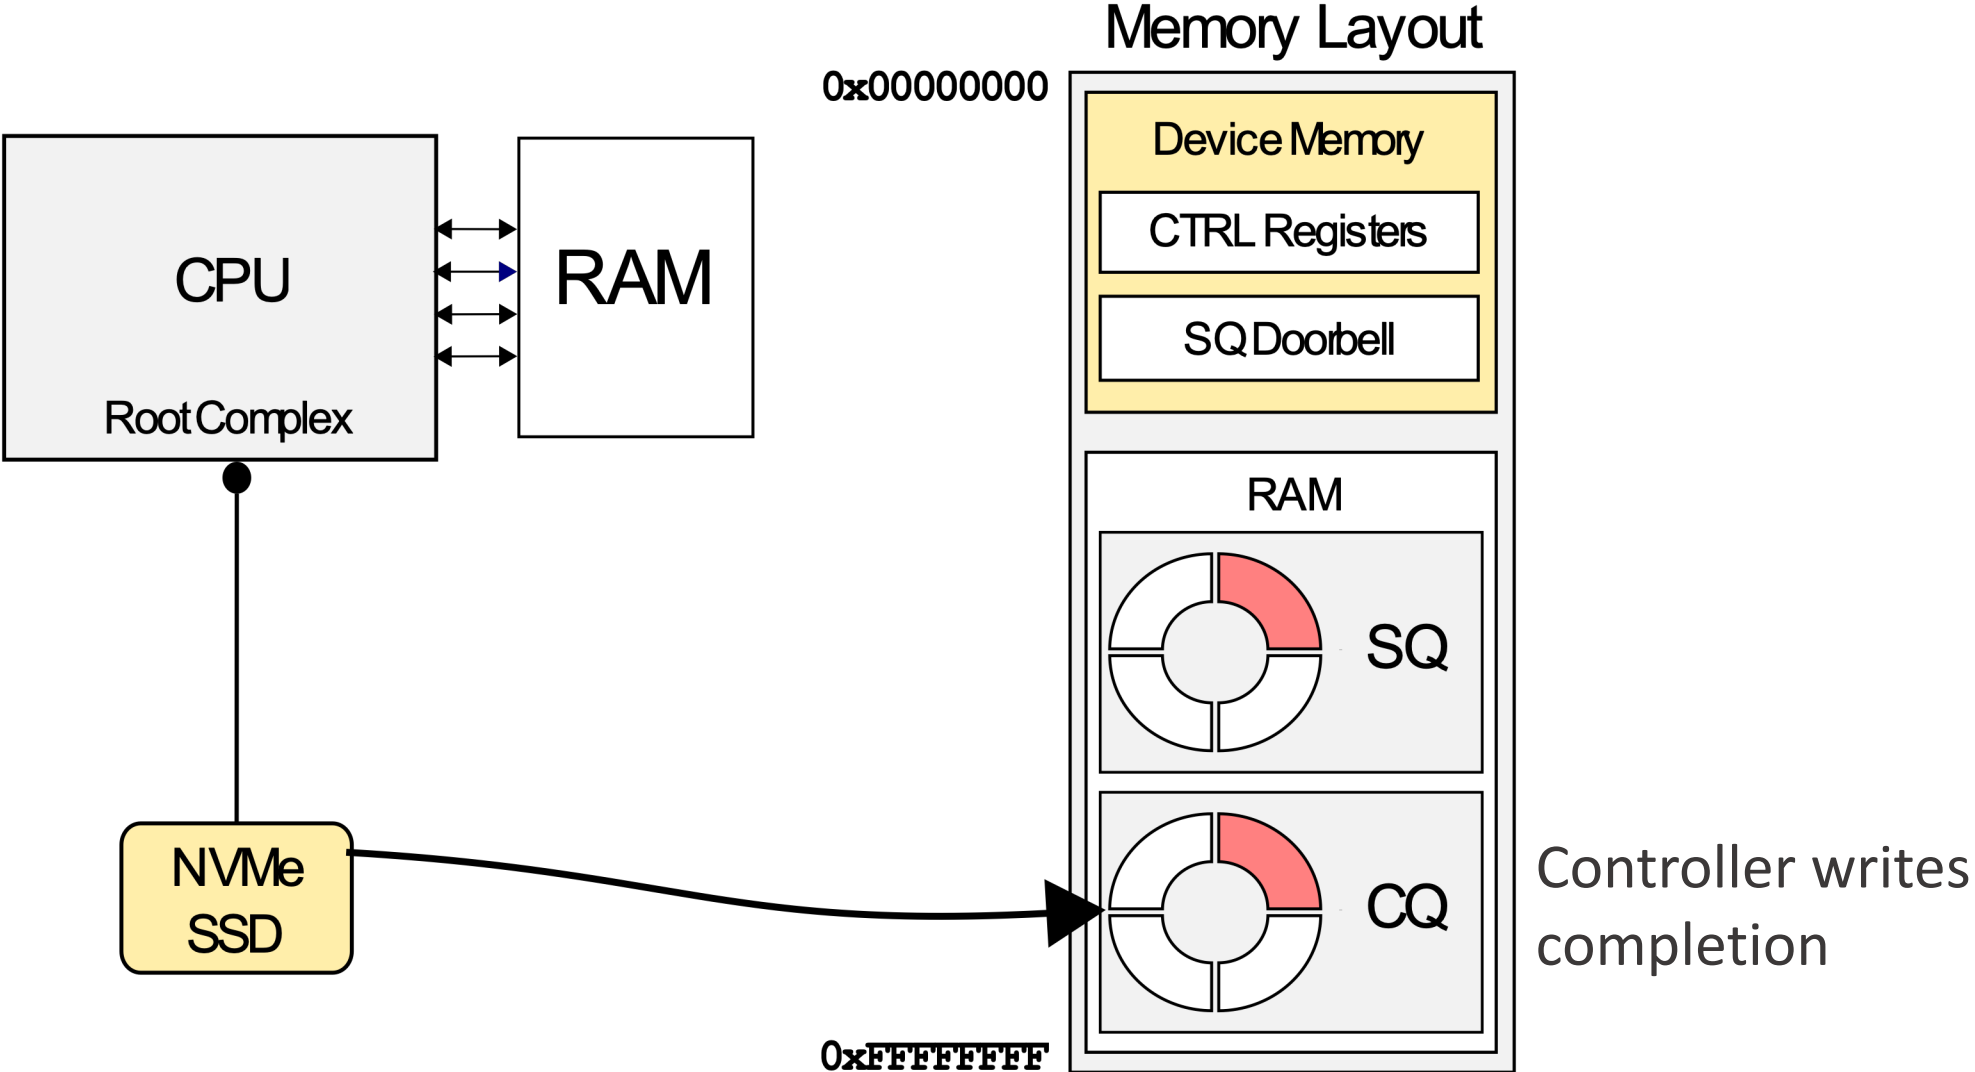 Memory Layout
0x00000000
Device Memory
CTRL Registers
SQ Doorbell
CPU
Root Complex
RAM
RAM
SQ
CQ
NVMe
SSD
Controller writes
completion
0xFFFFFFFF